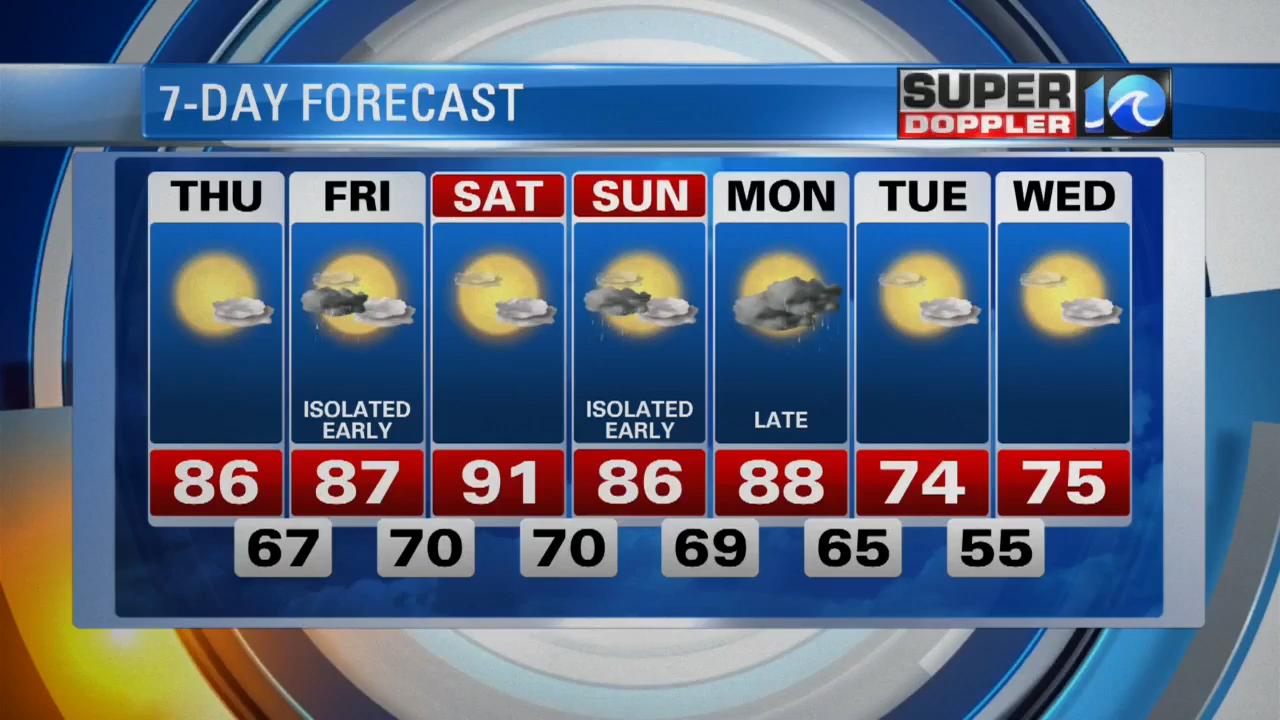 7-DAY FORECAST
SUPER
DOPPLER 10
THU FRI SAT SUN MON TUE WED
ISOLATED
EARLY
ISOLATED
EARLY
LATE
86 87 91 86 88 74 75
67 70 70 69 65 55